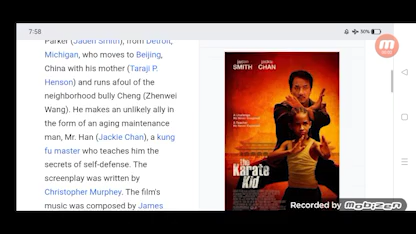 7:58
30%
Parker (Jaden Smith), from Detroit,
Michigan, who moves to Beijing,
China with his mother (Taraji P.
Henson) and runs afoul of the
neighborhood bully Cheng (Zhenwei
Wang). He makes an unlikely ally in
the form of an aging maintenance
man, Mr. Han (Jackie Chan), a kung
fu master who teaches him the
secrets of self-defense. The
screenplay was written by
Christopher Murphey. The film's
music was composed by James
JADEN SMITH
JACKIE CHAN
The
Karate
Kid
Recorded by mobizen